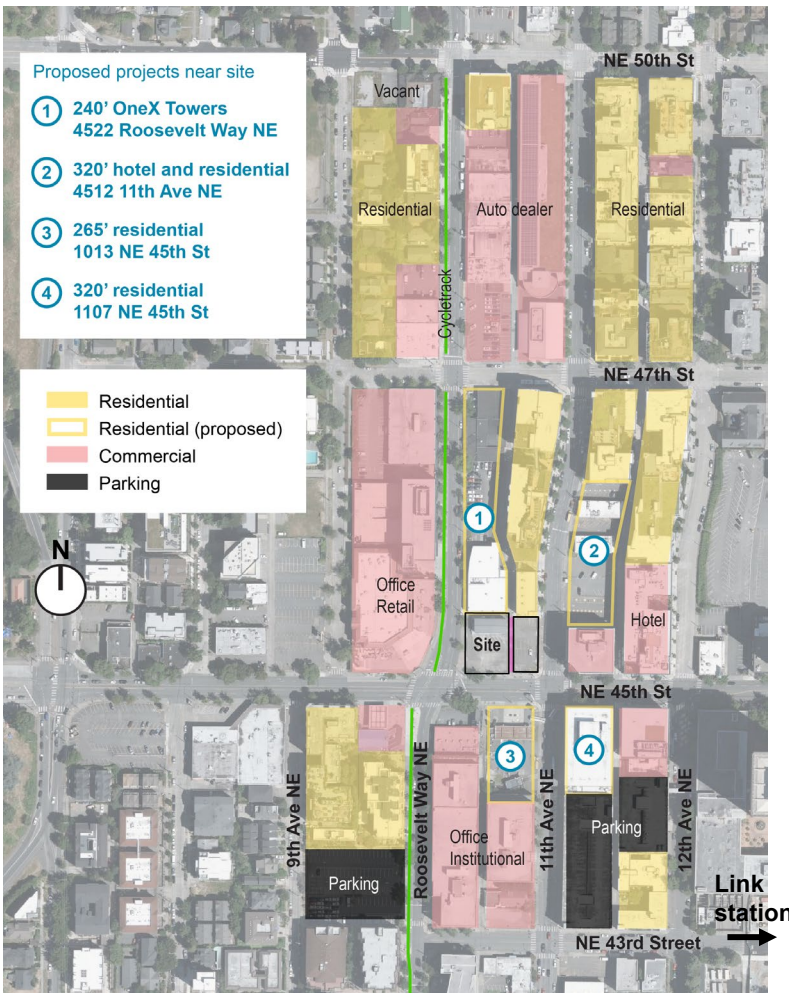 NE 50th St
Proposed projects near site
1
240’ OneX Towers
4522 Roosevelt Way NE
2
320’ hotel and residential
4512 11th Ave NE
3
265’ residential
1013 NE 45th St
4
320’ residential
1107 NE 45th St
Vacant
Residential
Auto dealer
Residential
Cycletrack
NE 47th St
Residential
Residential (proposed)
Commercial
Parking
N
1
2
Office
Retail
Hotel
Site
NE 45th St
3
4
9th Ave NE
Roosevelt Way NE
11th Ave NE
12th Ave NE
Office
Institutional
Parking
Parking
Link
station
NE 43rd Street